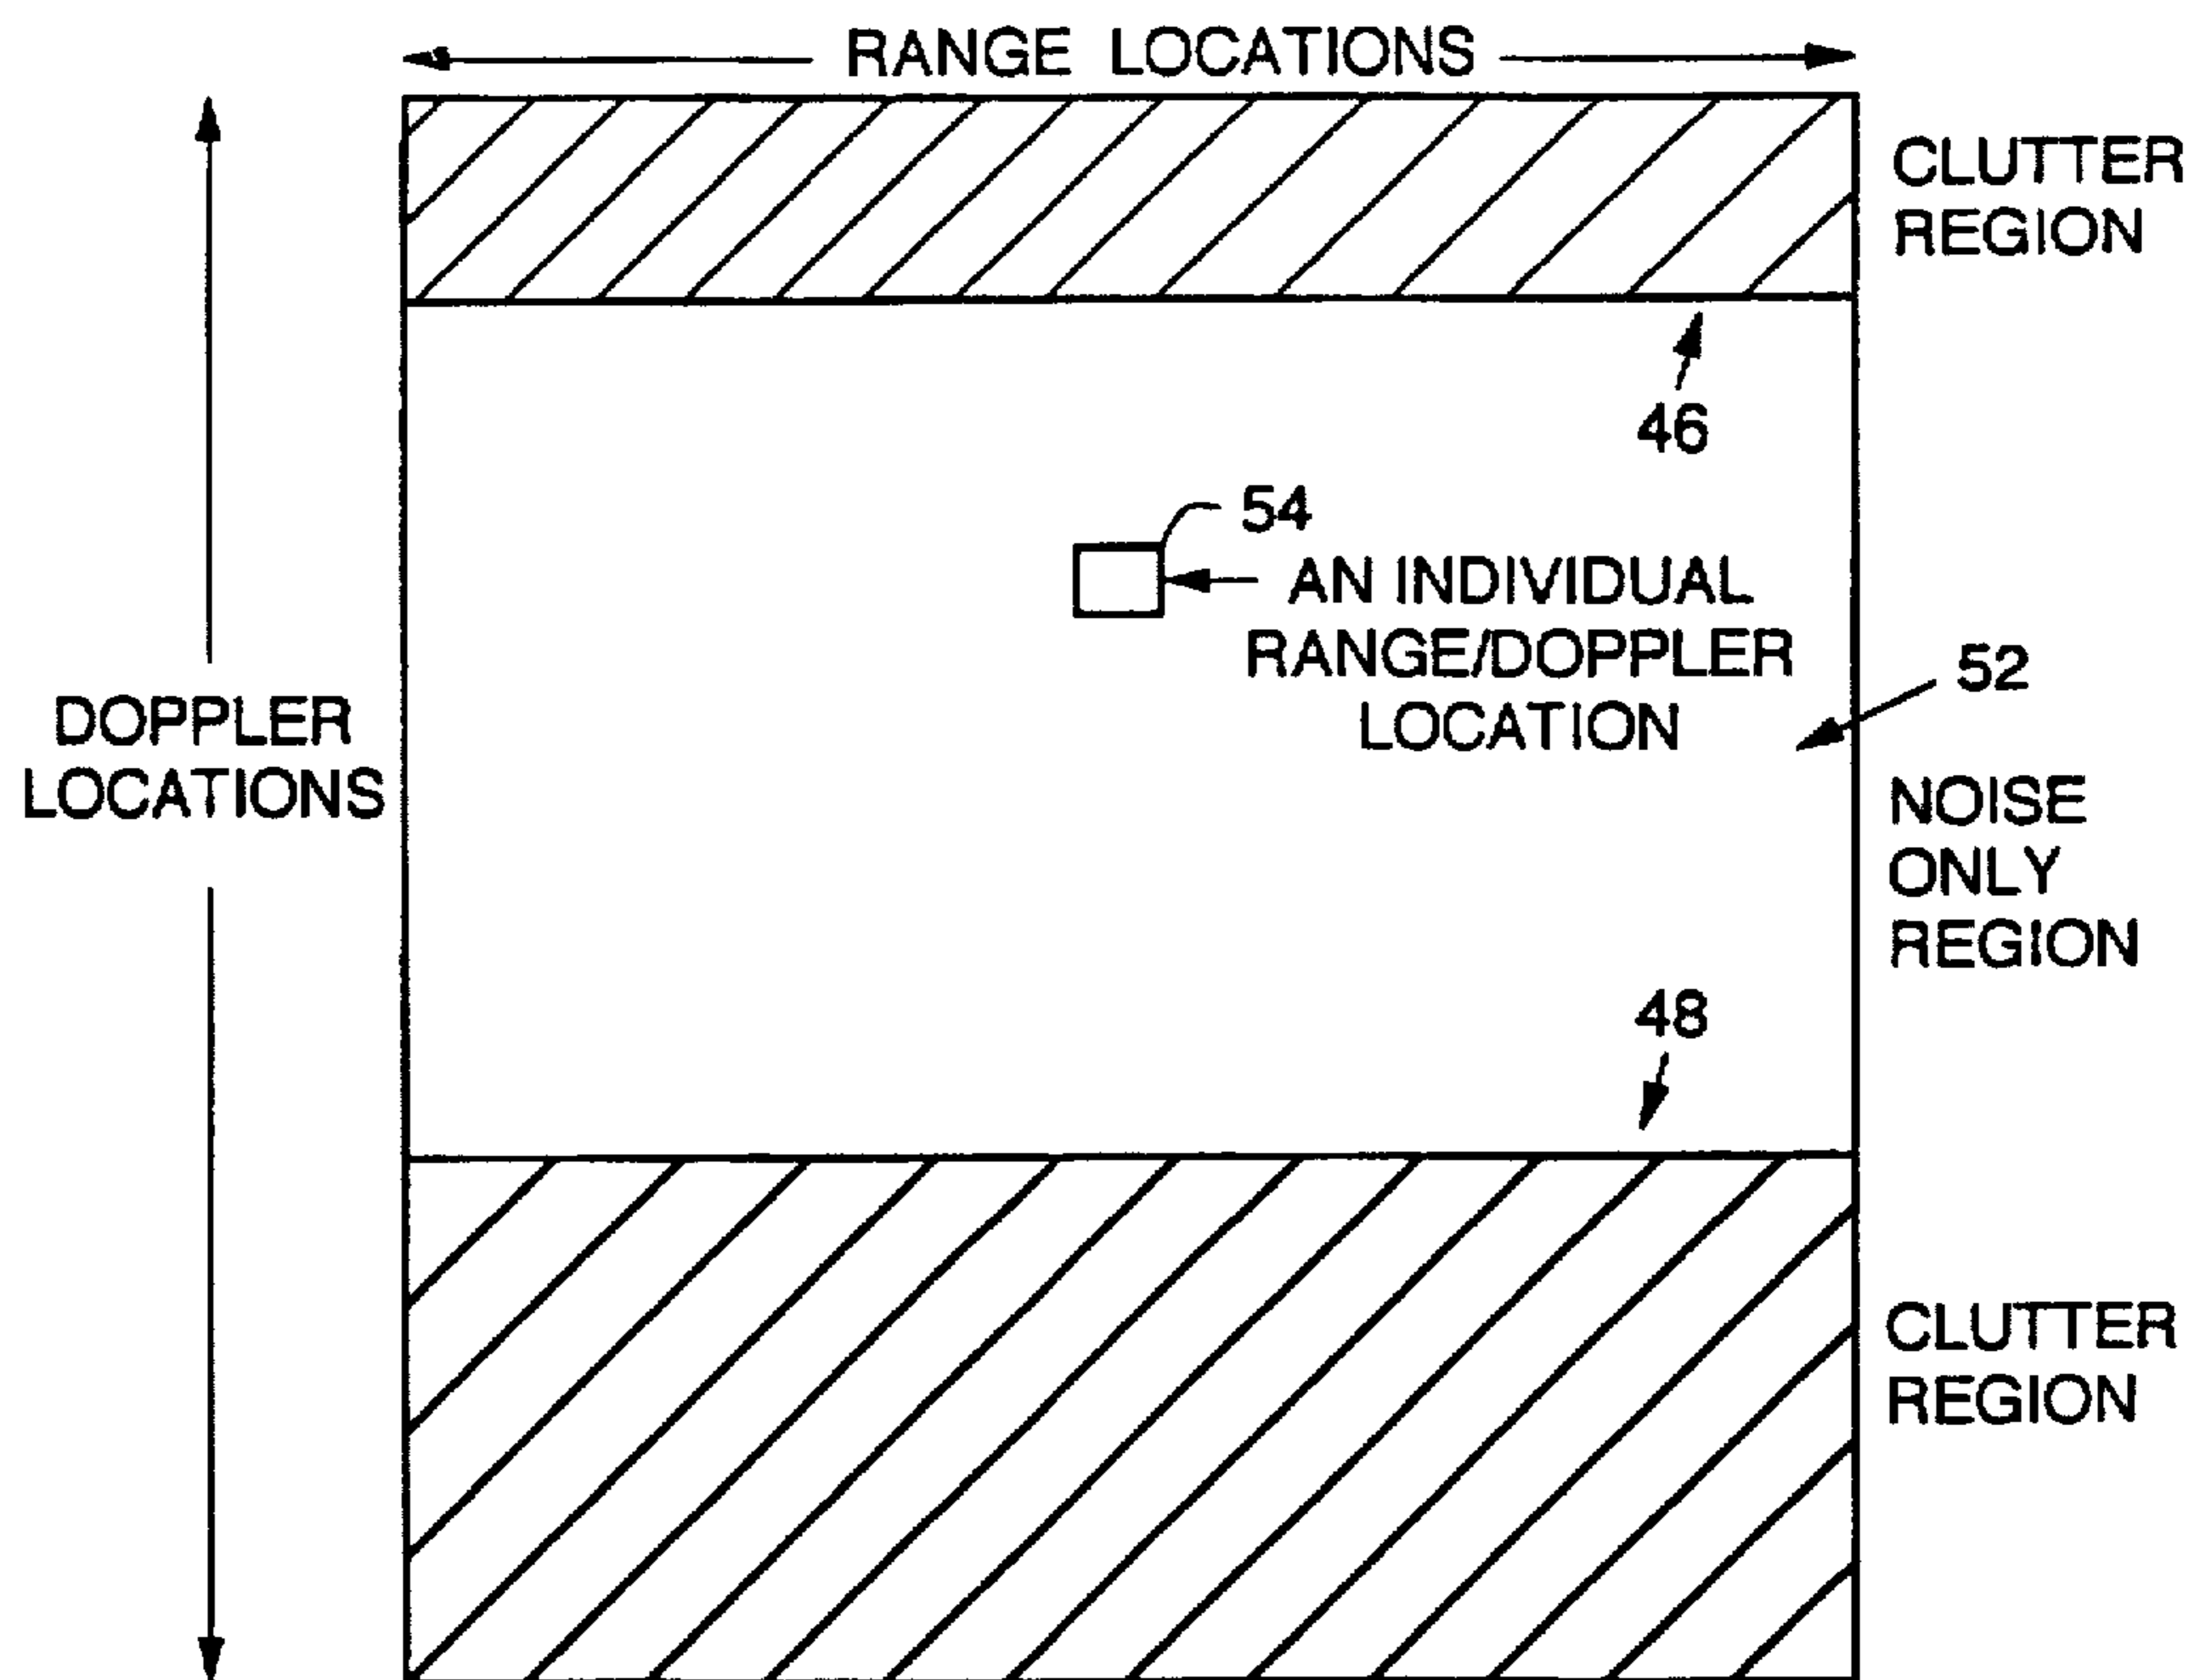 RANGE LOCATIONS
CLUTTER
REGION
46
54
AN INDIVIDUAL
RANGE/DOPPLER
LOCATION
52
DOPPLER
LOCATIONS
NOISE
ONLY
REGION
48
CLUTTER
REGION